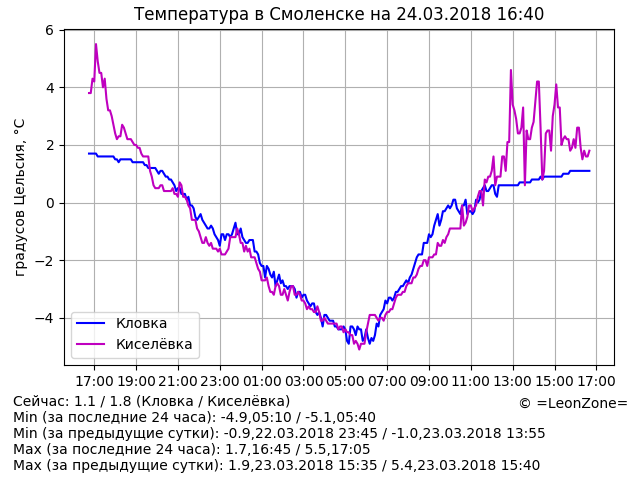 Температура в Смоленске на 24.03.2018 16:40
градусов Цельсия, °C
6
4
2
0
−2
−4
Кловка
Киселёвка
17:00 19:00 21:00 23:00 01:00 03:00 05:00 07:00 09:00 11:00 13:00 15:00 17:00
Сейчас: 1.1 / 1.8 (Кловка / Киселёвка)
© =LeonZone=
Min (за последние 24 часа): -4.9,05:10 / -5.1,05:40
Min (за предыдущие сутки): -0.9,22.03.2018 23:45 / -1.0,23.03.2018 13:55
Max (за последние 24 часа): 1.7,16:45 / 5.5,17:05
Max (за предыдущие сутки): 1.9,23.03.2018 15:35 / 5.4,23.03.2018 15:40